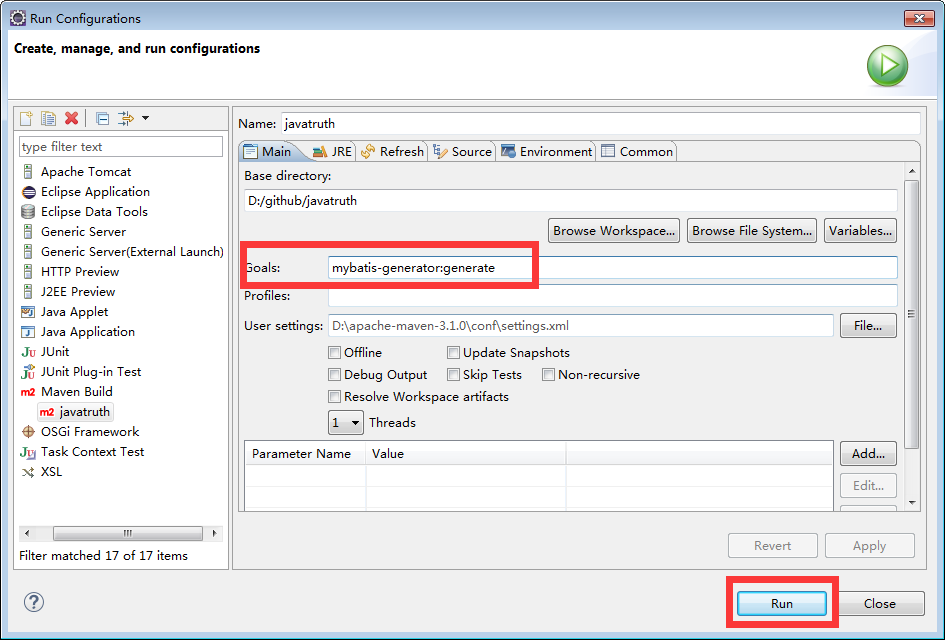 Run Configurations
Create, manage, and run configurations
type filter text
Apache Tomcat
Eclipse Application
Eclipse Data Tools
Generic Server
Generic Server(External Launch)
HTTP Preview
J2EE Preview
Java Applet
Java Application
Ju JUnit
JUnit Plug-in Test
m2 Maven Build
m2 javatruth
OSGi Framework
Task Context Test
XSL
Filter matched 17 of 17 items
Name: javatruth
Main JRE Refresh Source Environment Common
Base directory:
D:/github/javatruth
Browse Workspace... Browse File System... Variables...
Goals: mybatis-generator:generate
Profiles:
User settings: D:\apache-maven-3.1.0\conf\settings.xml File...
Offline Update Snapshots
Debug Output Skip Tests Non-recursive
Resolve Workspace artifacts
1 Threads
Parameter Name Value Add...
Edit...
Revert Apply
? Run Close